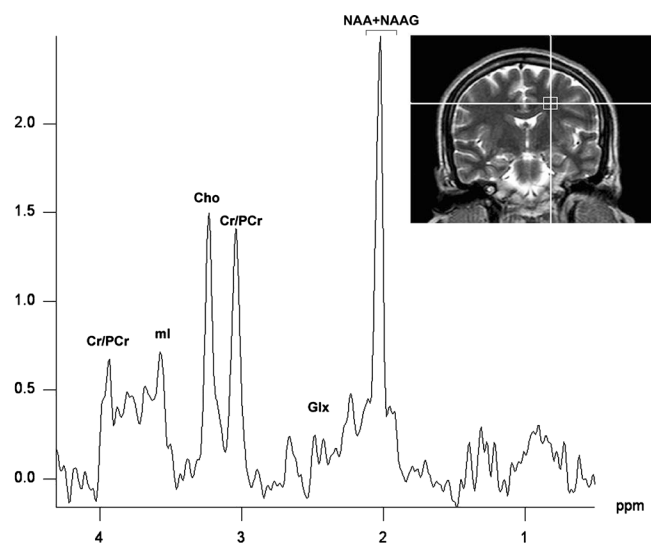 NAA+NAAG
2.0
Cho
1.5
Cr/PCr
1.0
Cr/PCr
mI
0.5
Glx
0.0
ppm
4
3
2
1